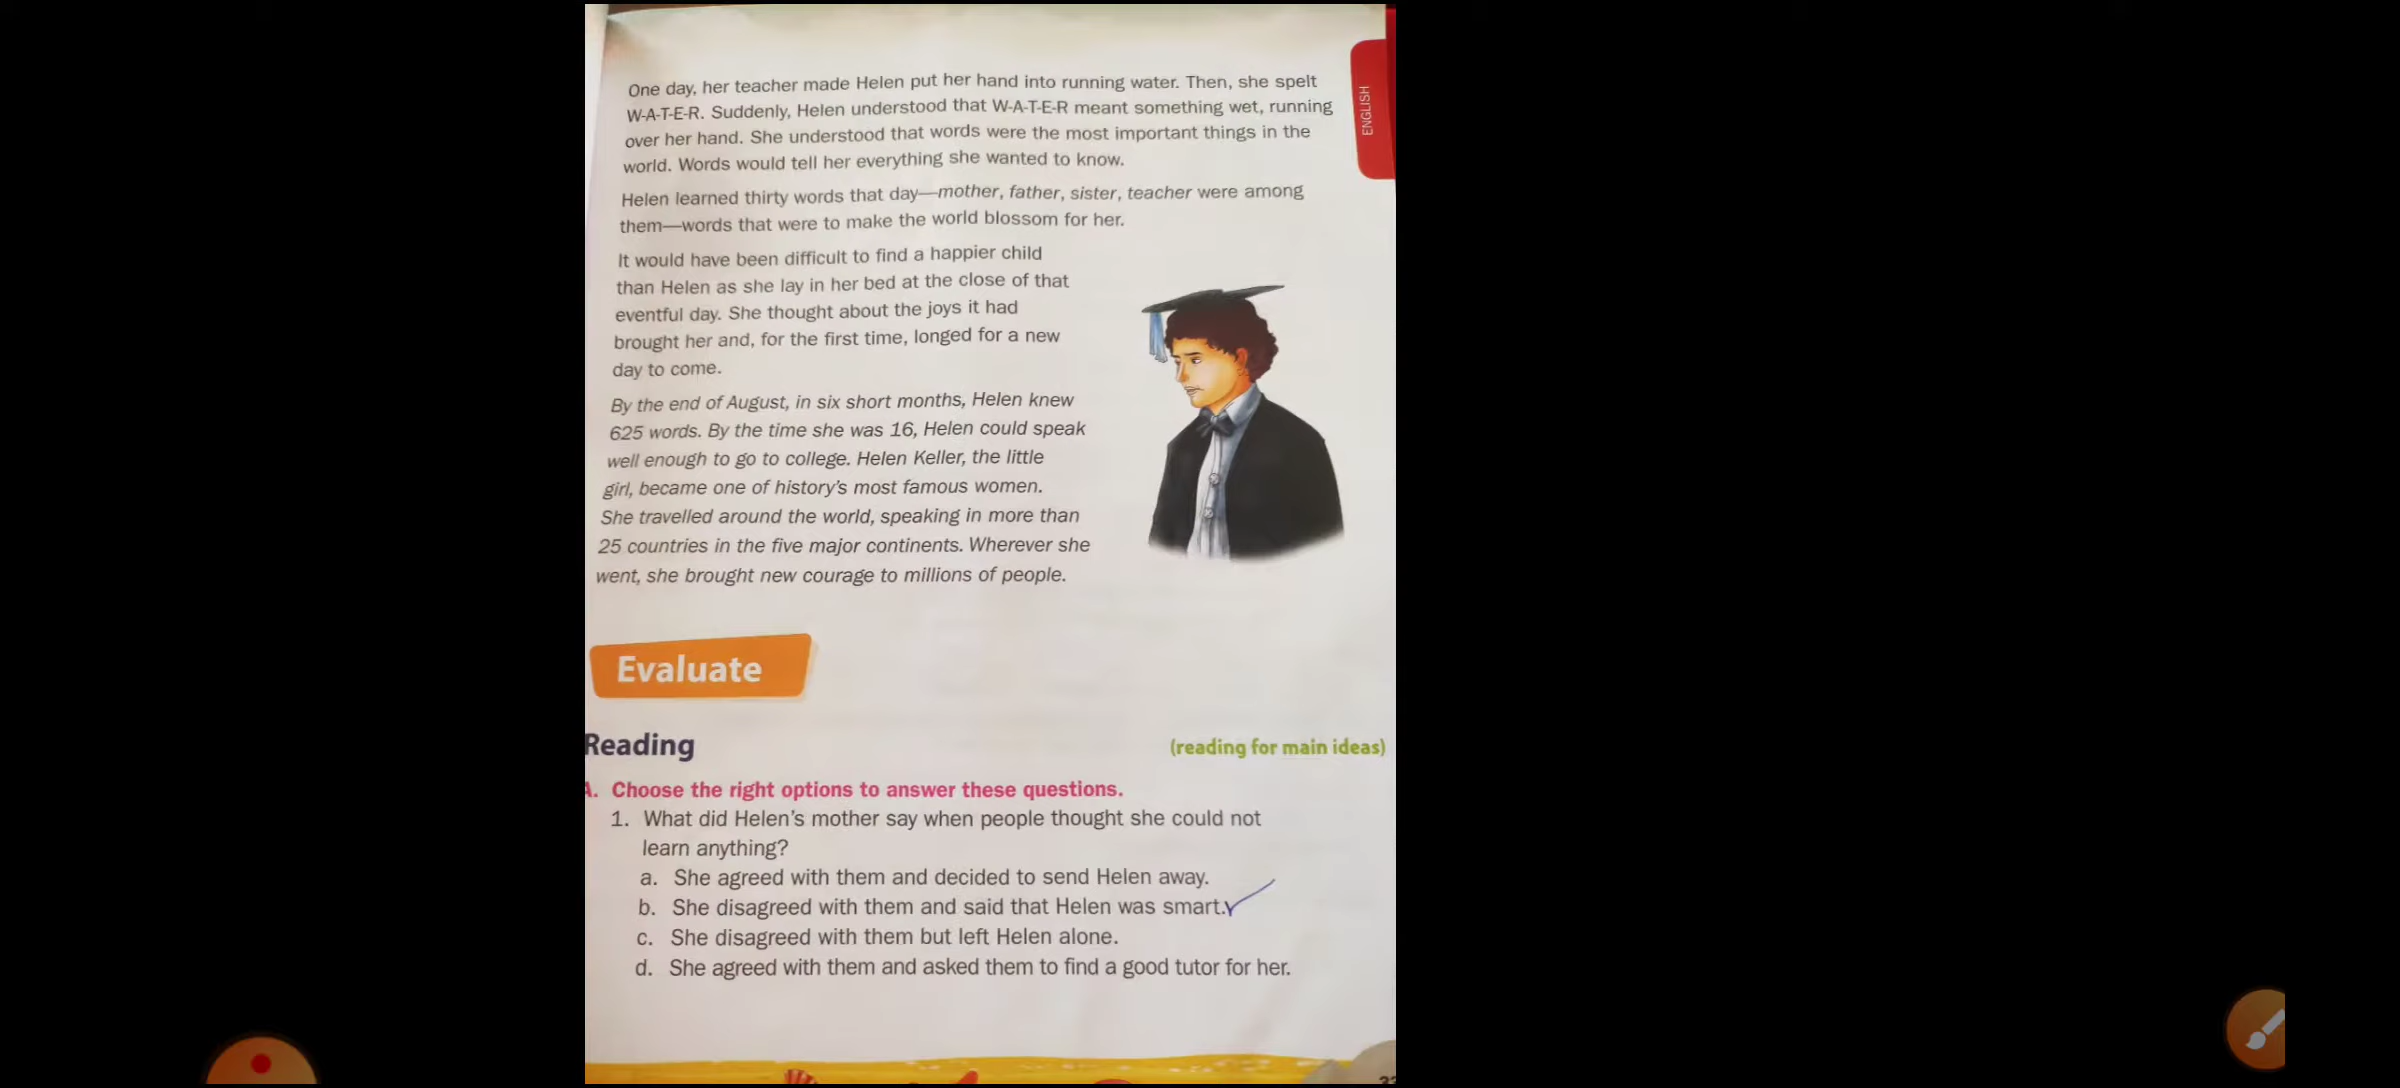 ENGLISH
One day, her teacher made Helen put her hand into running water. Then, she spelt
W-A-T-E-R. Suddenly, Helen understood that W-A-T-E-R meant something wet, running
over her hand. She understood that words were the most important things in the
world. Words would tell her everything she wanted to know.
Helen learned thirty words that day—mother, father, sister, teacher were among
them—words that were to make the world blossom for her.
It would have been difficult to find a happier child
than Helen as she lay in her bed at the close of that
eventful day. She thought about the joys it had
brought her and, for the first time, longed for a new
day to come.
By the end of August, in six short months, Helen knew
625 words. By the time she was 16, Helen could speak
well enough to go to college. Helen Keller, the little
girl, became one of history's most famous women.
She travelled around the world, speaking in more than
25 countries in the five major continents. Wherever she
went, she brought new courage to millions of people.
Evaluate
Reading (reading for main ideas)
A. Choose the right options to answer these questions.
1. What did Helen's mother say when people thought she could not
learn anything?
a. She agreed with them and decided to send Helen away.
b. She disagreed with them and said that Helen was smart.
c. She disagreed with them but left Helen alone.
d. She agreed with them and asked them to find a good tutor for her.